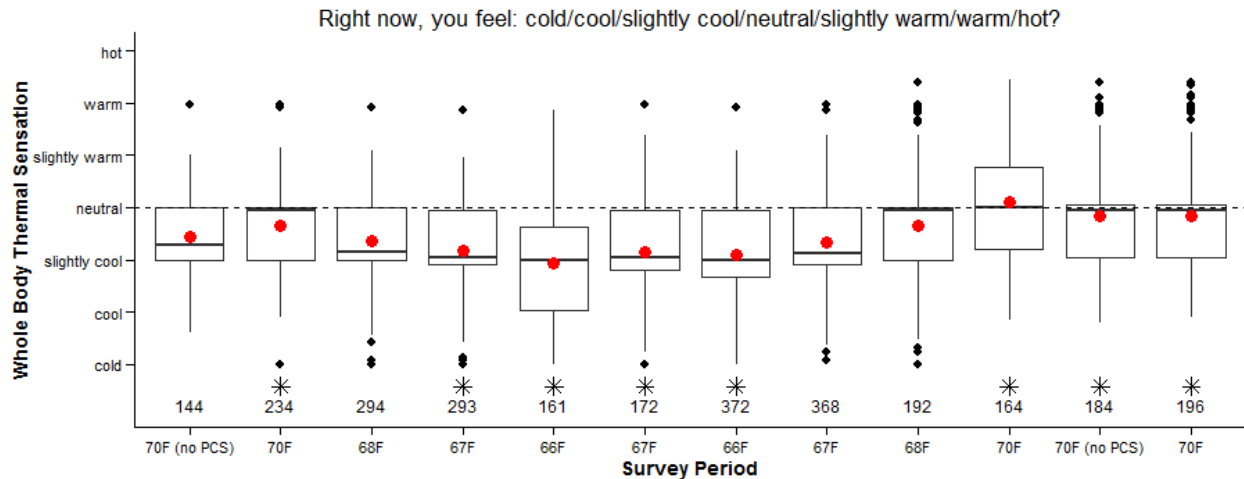 Right now, you feel: cold/cool/slightly cool/neutral/slightly warm/warm/hot?
Whole Body Thermal Sensation
hot
warm
slightly warm
neutral
slightly cool
cool
cold
144 234 294 293 161 172 372 368 192 164 184 196
70F (no PCS) 70F 68F 67F 66F 67F 66F 67F 68F 70F 70F (no PCS) 70F
Survey Period